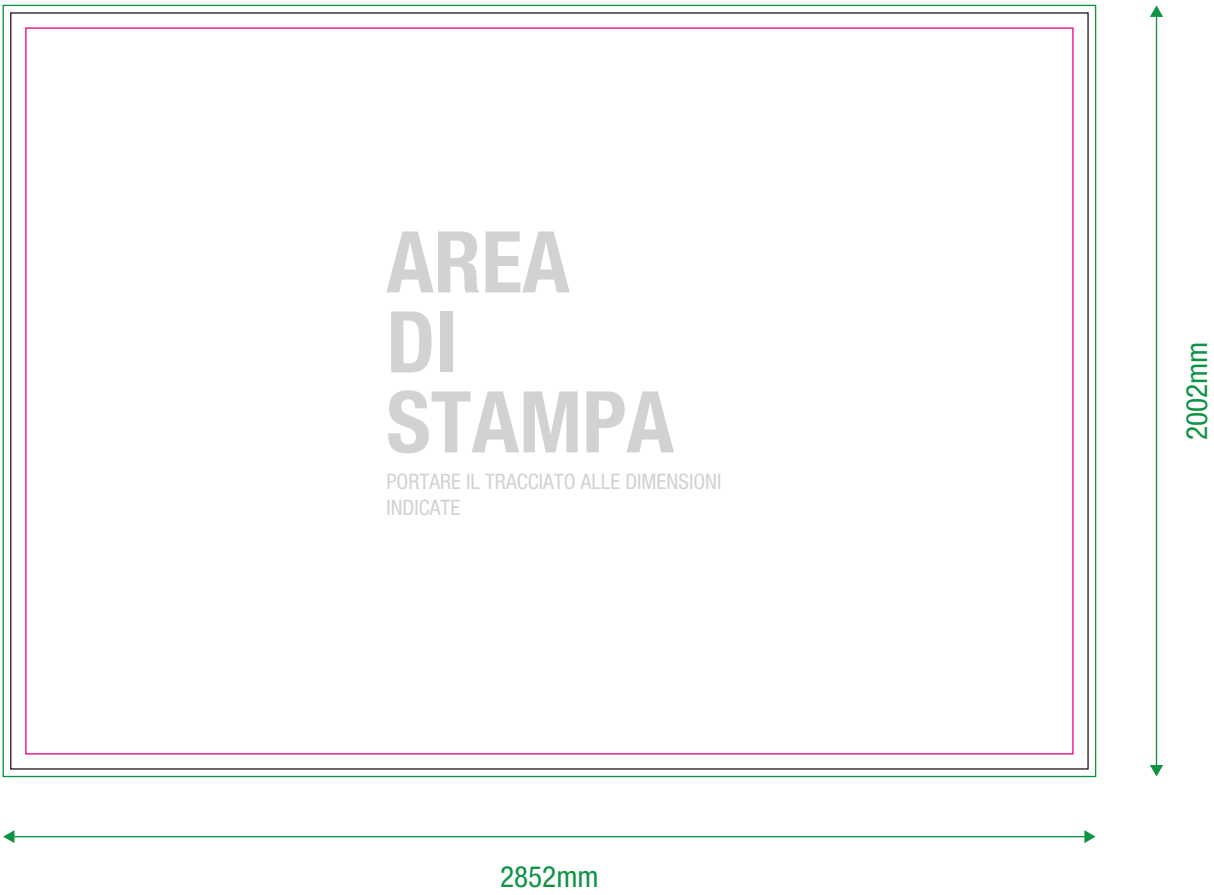 AREA
DI
STAMPA
PORTARE IL TRACCIATO ALLE DIMENSIONI
INDICATE
2002mm
2852mm